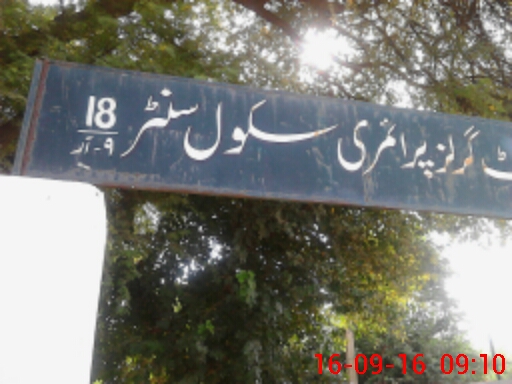 گرلز پرائمری سکول سنٹر 18
9-آر
16-09-16 09:10